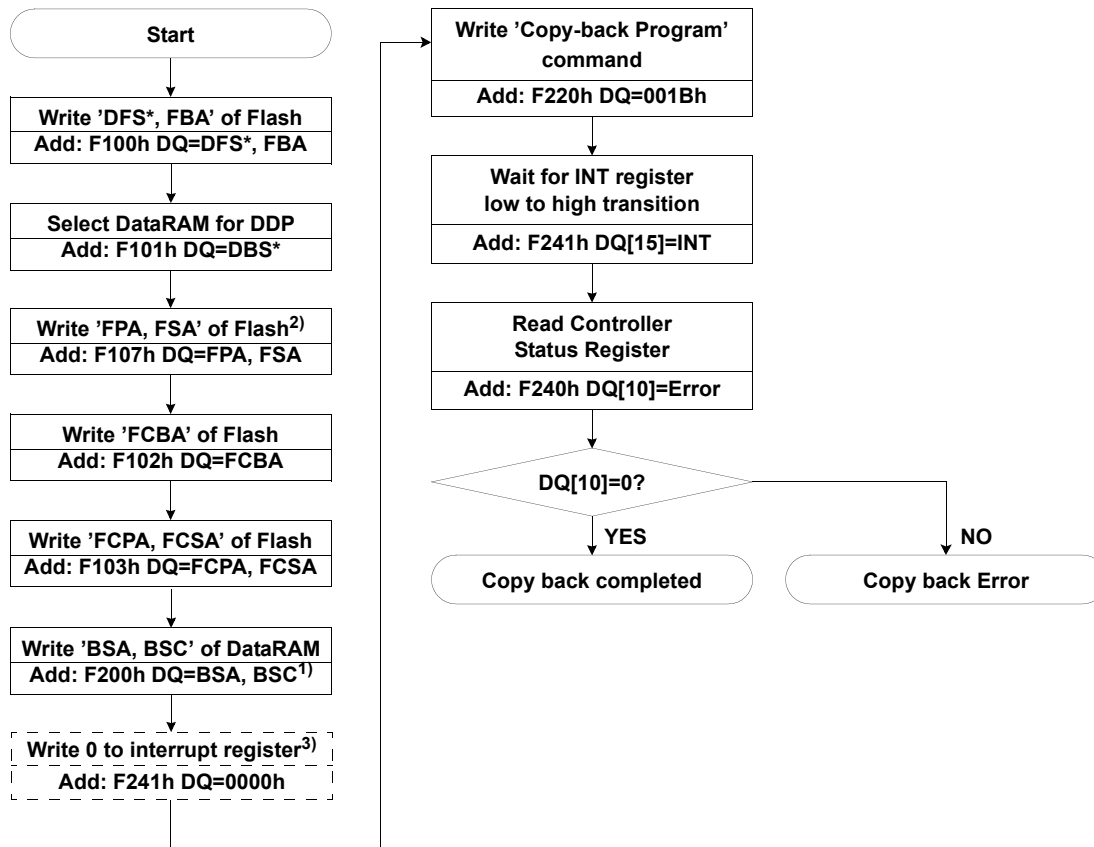 Start
Write ’DFS*, FBA’ of Flash
Add: F100h DQ=DFS*, FBA
Select DataRAM for DDP
Add: F101h DQ=DBS*
Write ’FPA, FSA’ of Flash2)
Add: F107h DQ=FPA, FSA
Write ’FCBA’ of Flash
Add: F102h DQ=FCBA
Write ’FCPA, FCSA’ of Flash
Add: F103h DQ=FCPA, FCSA
Write ’BSA, BSC’ of DataRAM
Add: F200h DQ=BSA, BSC1)
Write 0 to interrupt register3)
Add: F241h DQ=0000h
Write ’Copy-back Program’
command
Add: F220h DQ=001Bh
Wait for INT register
low to high transition
Add: F241h DQ[15]=INT
Read Controller
Status Register
Add: F240h DQ[10]=Error
DQ[10]=0?
YES
NO
Copy back completed
Copy back Error